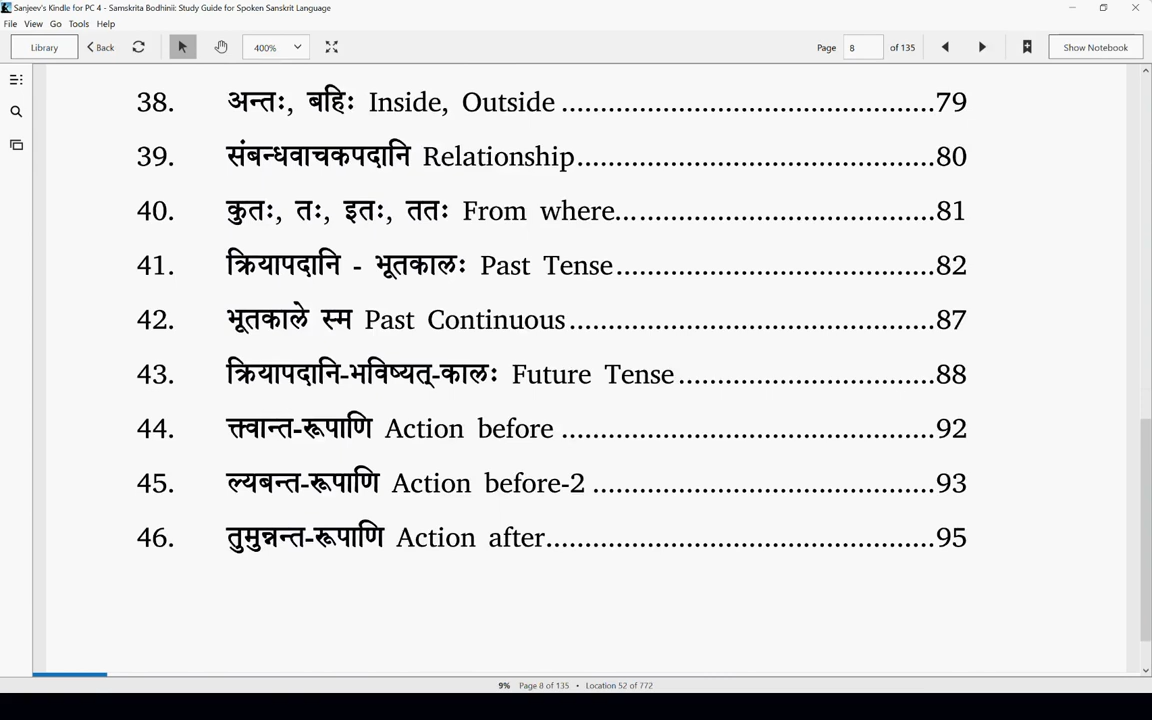 Sanjeev's Kindle for PC 4 - Samskrita Bodhinii: Study Guide for Spoken Sanskrit Language
File View Go Tools Help
Library Back 400% Page 8 of 135 Show Notebook
38. अन्तः, बहिः Inside, Outside ........................................79
39. संबन्धवाचकपदानि Relationship.......................................80
40. कुतः, तः, इतः, ततः From where...................................81
41. क्रियापदानि - भूतकालः Past Tense...................................82
42. भूतकाले स्म Past Continuous........................................87
43. क्रियापदानि-भविष्यत्-कालः Future Tense............................88
44. क्त्वान्त-रूपाणि Action before .........................................92
45. ल्यबन्त-रूपाणि Action before-2 .....................................93
46. तुमुन्नन्त-रूपाणि Action after..........................................95
9% Page 8 of 135 • Location 52 of 772